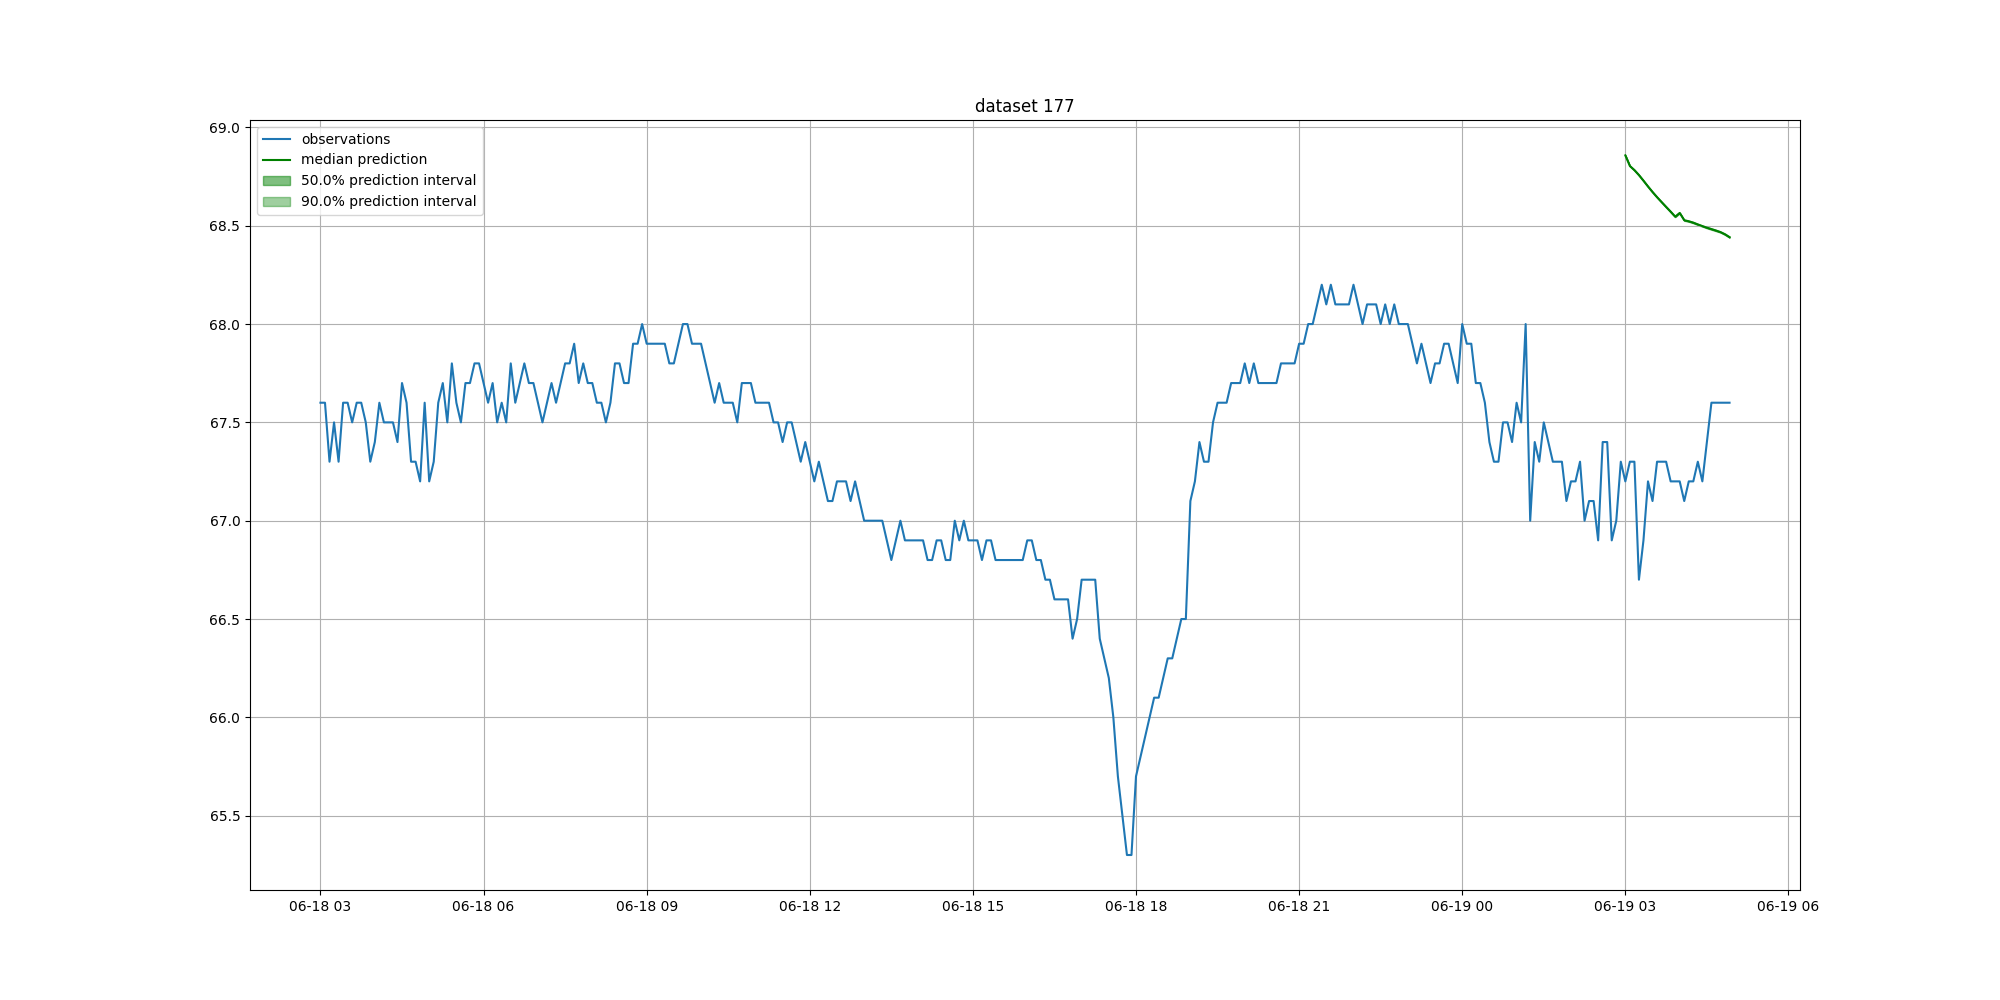 dataset 177
69.0
68.5
68.0
67.5
67.0
66.5
66.0
65.5
observations
median prediction
50.0% prediction interval
90.0% prediction interval
06-18 03 06-18 06 06-18 09 06-18 12 06-18 15 06-18 18 06-18 21 06-19 00 06-19 03 06-19 06